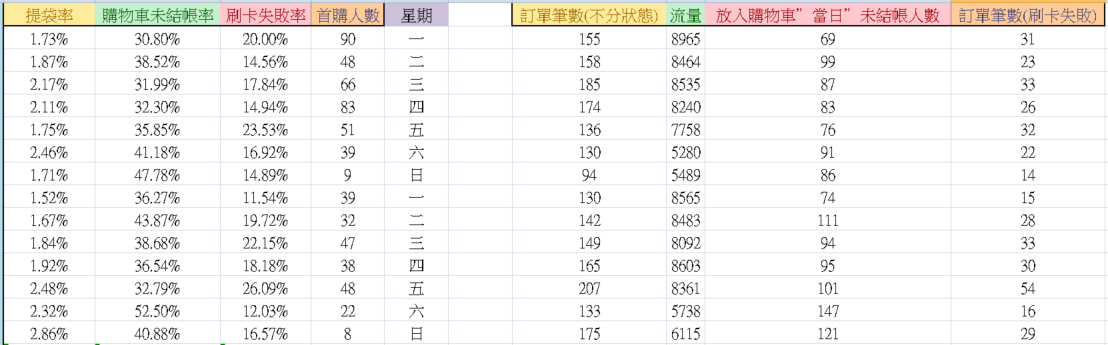 提袋率 購物車未結帳率 刷卡失敗率 首購人數 星期 訂單筆數(不分狀態) 流量 放入購物車”當日”未結帳人數 訂單筆數(刷卡失敗)
1.73% 30.80% 20.00% 90 一 155 8965 69 31
1.87% 38.52% 14.56% 48 二 158 8464 99 23
2.17% 31.99% 17.84% 66 三 185 8535 87 33
2.11% 32.30% 14.94% 83 四 174 8240 83 26
1.75% 35.85% 23.53% 51 五 136 7758 76 32
2.46% 41.18% 16.92% 39 六 130 5280 91 22
1.71% 47.78% 14.89% 9 日 94 5489 86 14
1.52% 36.27% 11.54% 39 一 130 8565 74 15
1.67% 43.87% 19.72% 32 二 142 8483 111 28
1.84% 38.68% 22.15% 47 三 149 8092 94 33
1.92% 36.54% 18.18% 38 四 165 8603 95 30
2.48% 32.79% 26.09% 48 五 207 8361 101 54
2.32% 52.50% 12.03% 22 六 133 5738 147 16
2.86% 40.88% 16.57% 8 日 175 6115 121 29